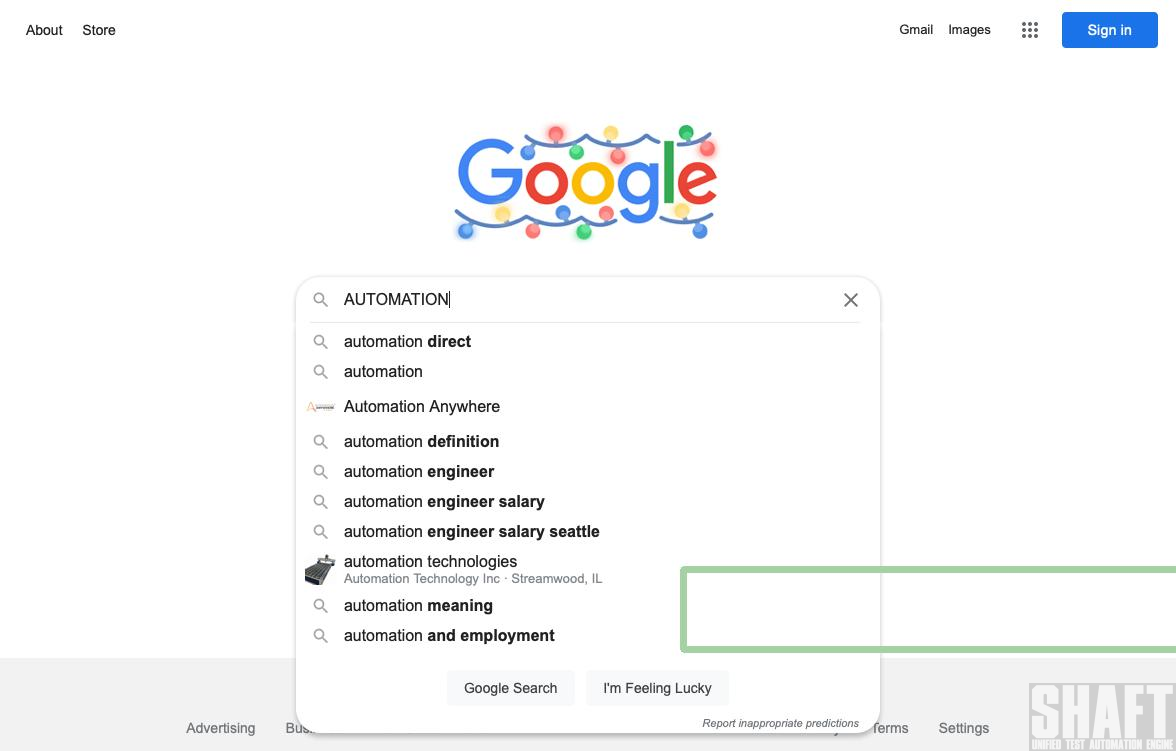 About Store
Gmail Images Sign in
Google
AUTOMATION
automation direct
automation
Automation Anywhere
automation definition
automation engineer
automation engineer salary
automation engineer salary seattle
automation technologies
Automation Technology Inc · Streamwood, IL
automation meaning
automation and employment
Google Search I'm Feeling Lucky
Report inappropriate predictions
Advertising Terms Settings
SHAFT
UNIFIED TEST AUTOMATION ENGINE